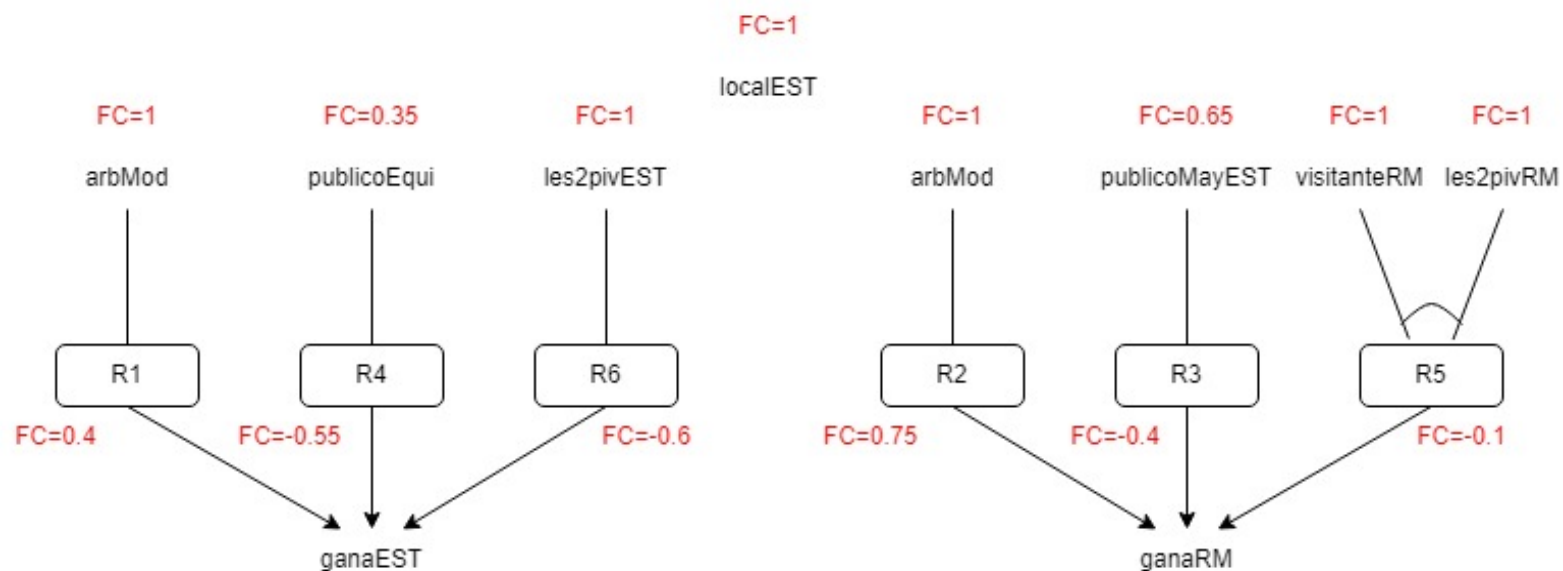 FC=1
localEST
FC=1 FC=0.35 FC=1 FC=1 FC=0.65 FC=1 FC=1
arbMod publicoEqui les2pivEST arbMod publicoMayEST visitanteRM les2pivRM
R1 R4 R6 R2 R3 R5
FC=0.4 FC=-0.55 FC=-0.6 FC=0.75 FC=-0.4 FC=-0.1
ganaEST ganaRM